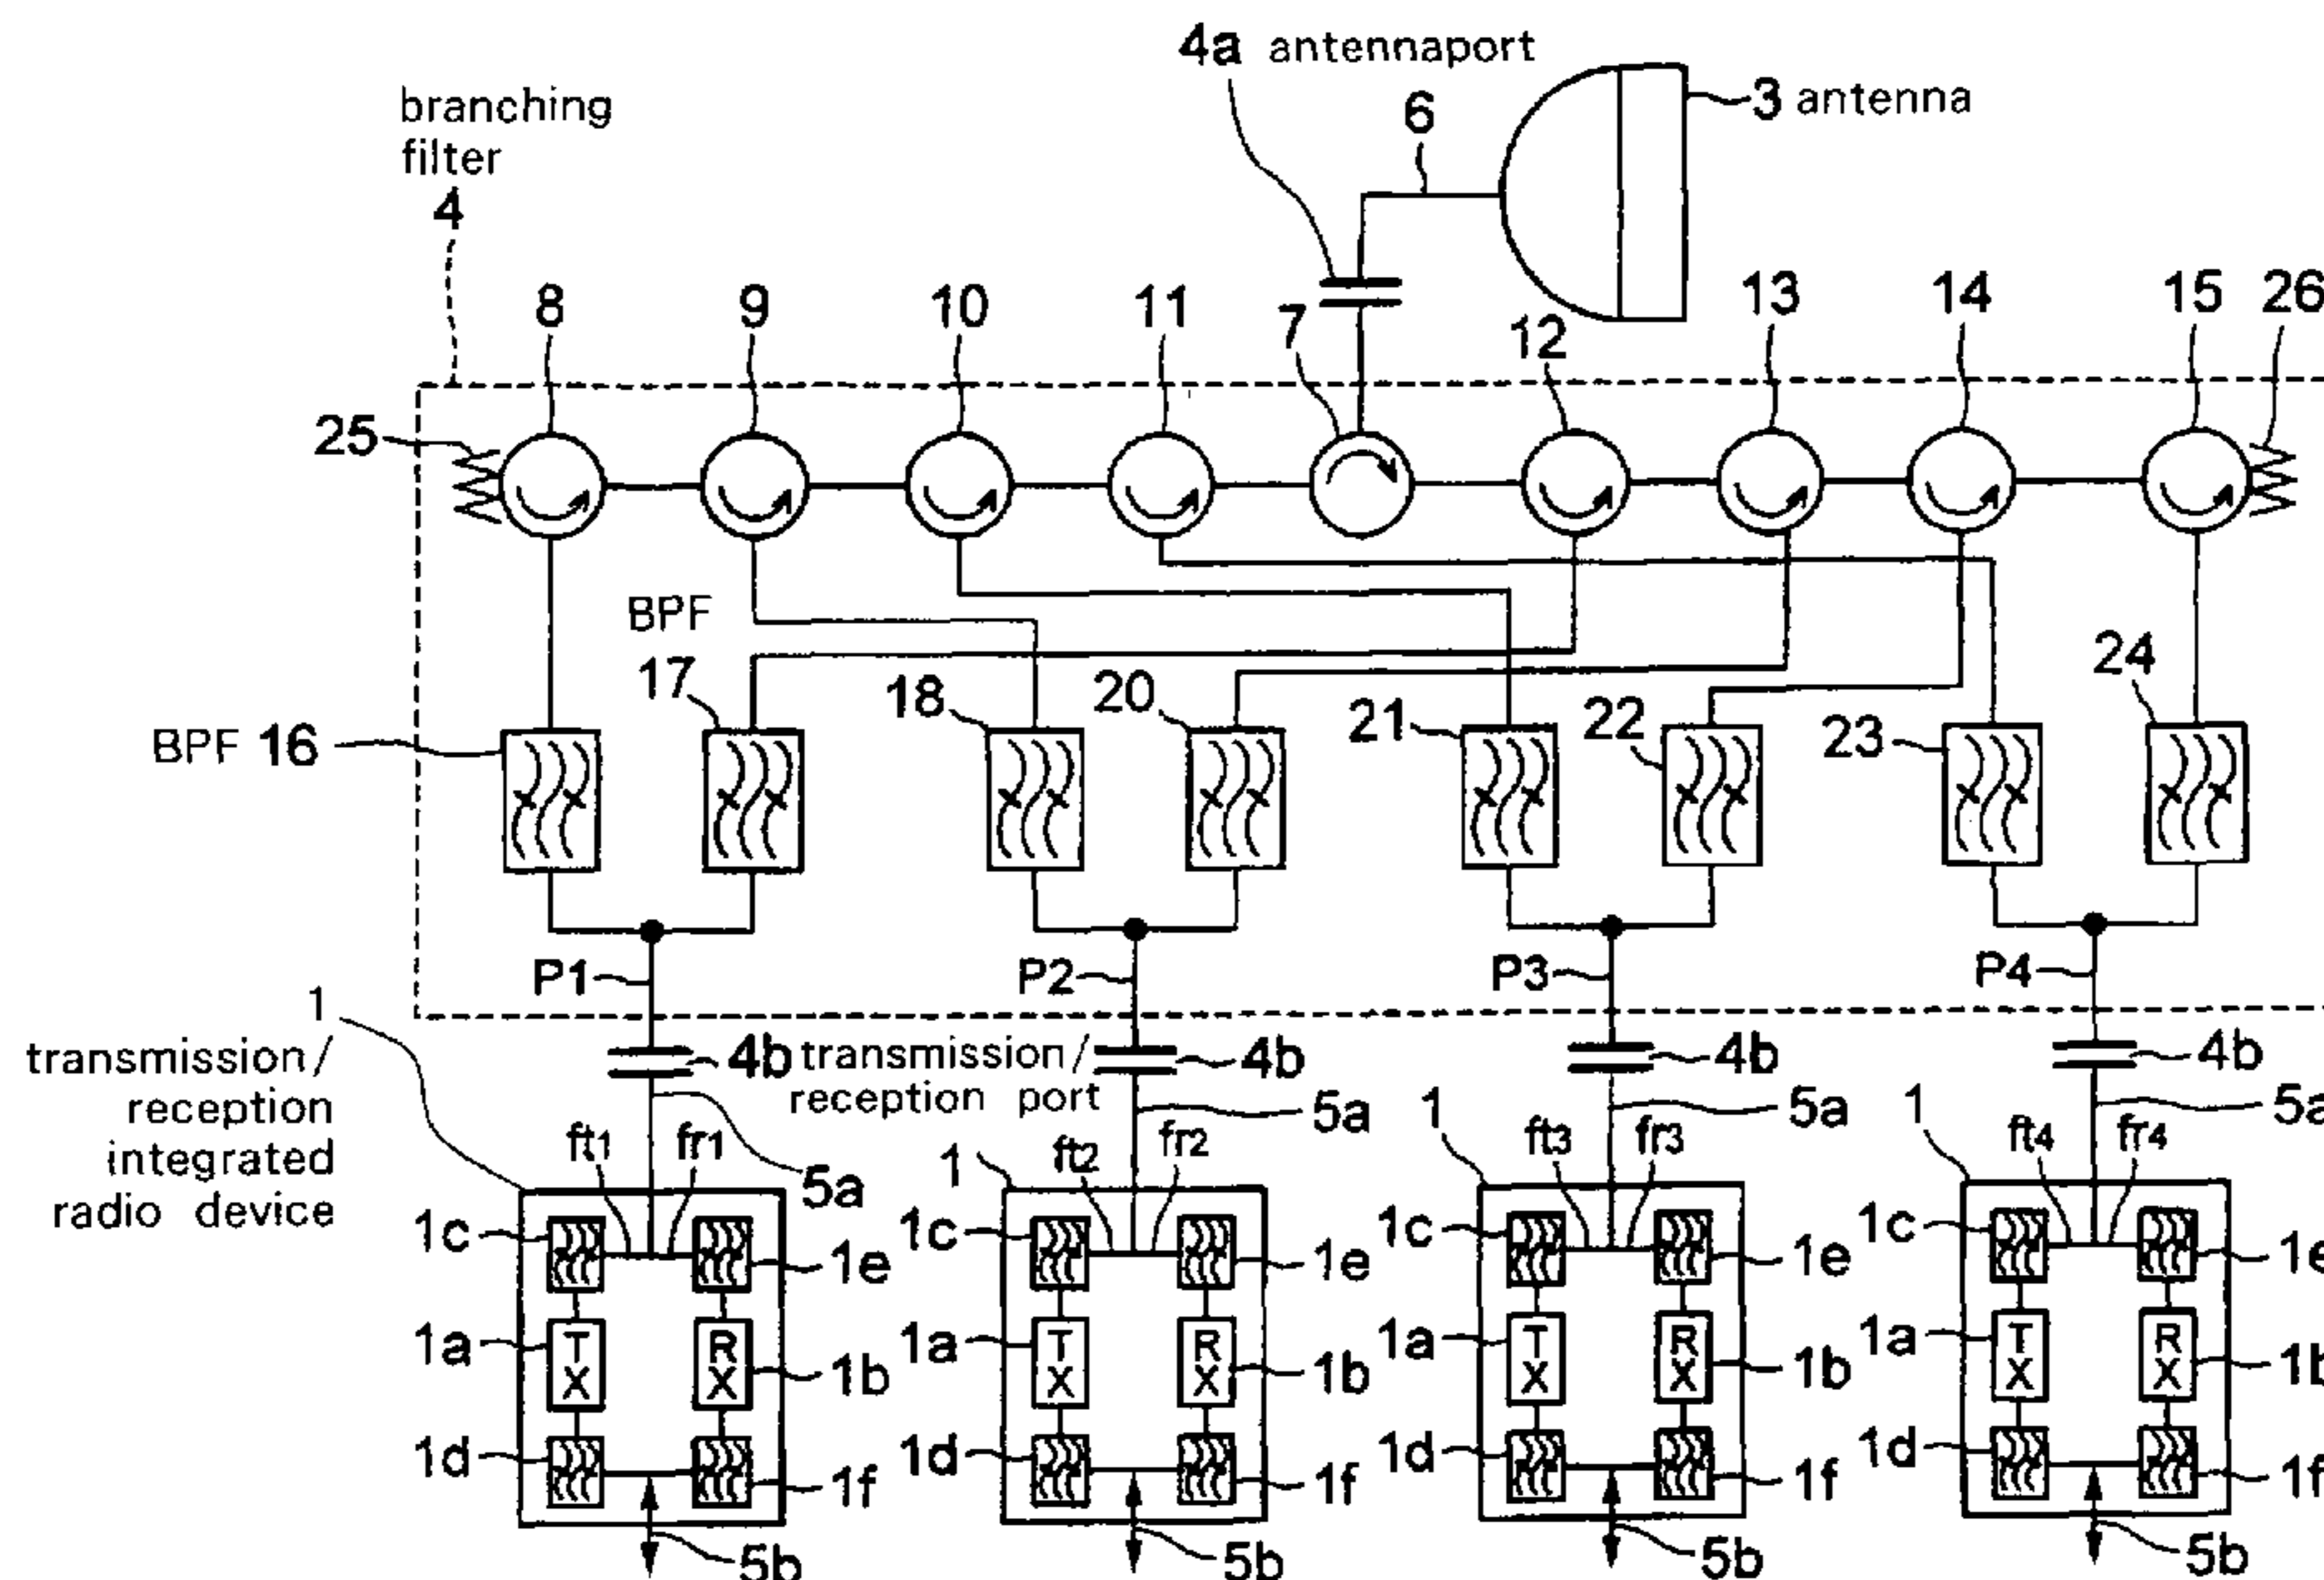 4a antennaport
branching
filter
4
6
3 antenna
8
9
10
11
7
12
13
14
15
26
25
BPF
17
18
20
21
22
23
24
BPF 16
P1
P2
P3
P4
1
transmission/
reception
integrated
radio device
4b
transmission/
reception port
4b
4b
4b
5a
5a
5a
5a
1
1
1
ft1
fr1
ft2
fr2
ft3
fr3
ft4
fr4
1c
1e
1c
1e
1c
1e
1c
1e
1a
TX
RX
1b
1a
TX
RX
1b
1a
TX
RX
1b
1a
TX
RX
1b
1d
1f
1d
1f
1d
1f
1d
1f
5b
5b
5b
5b